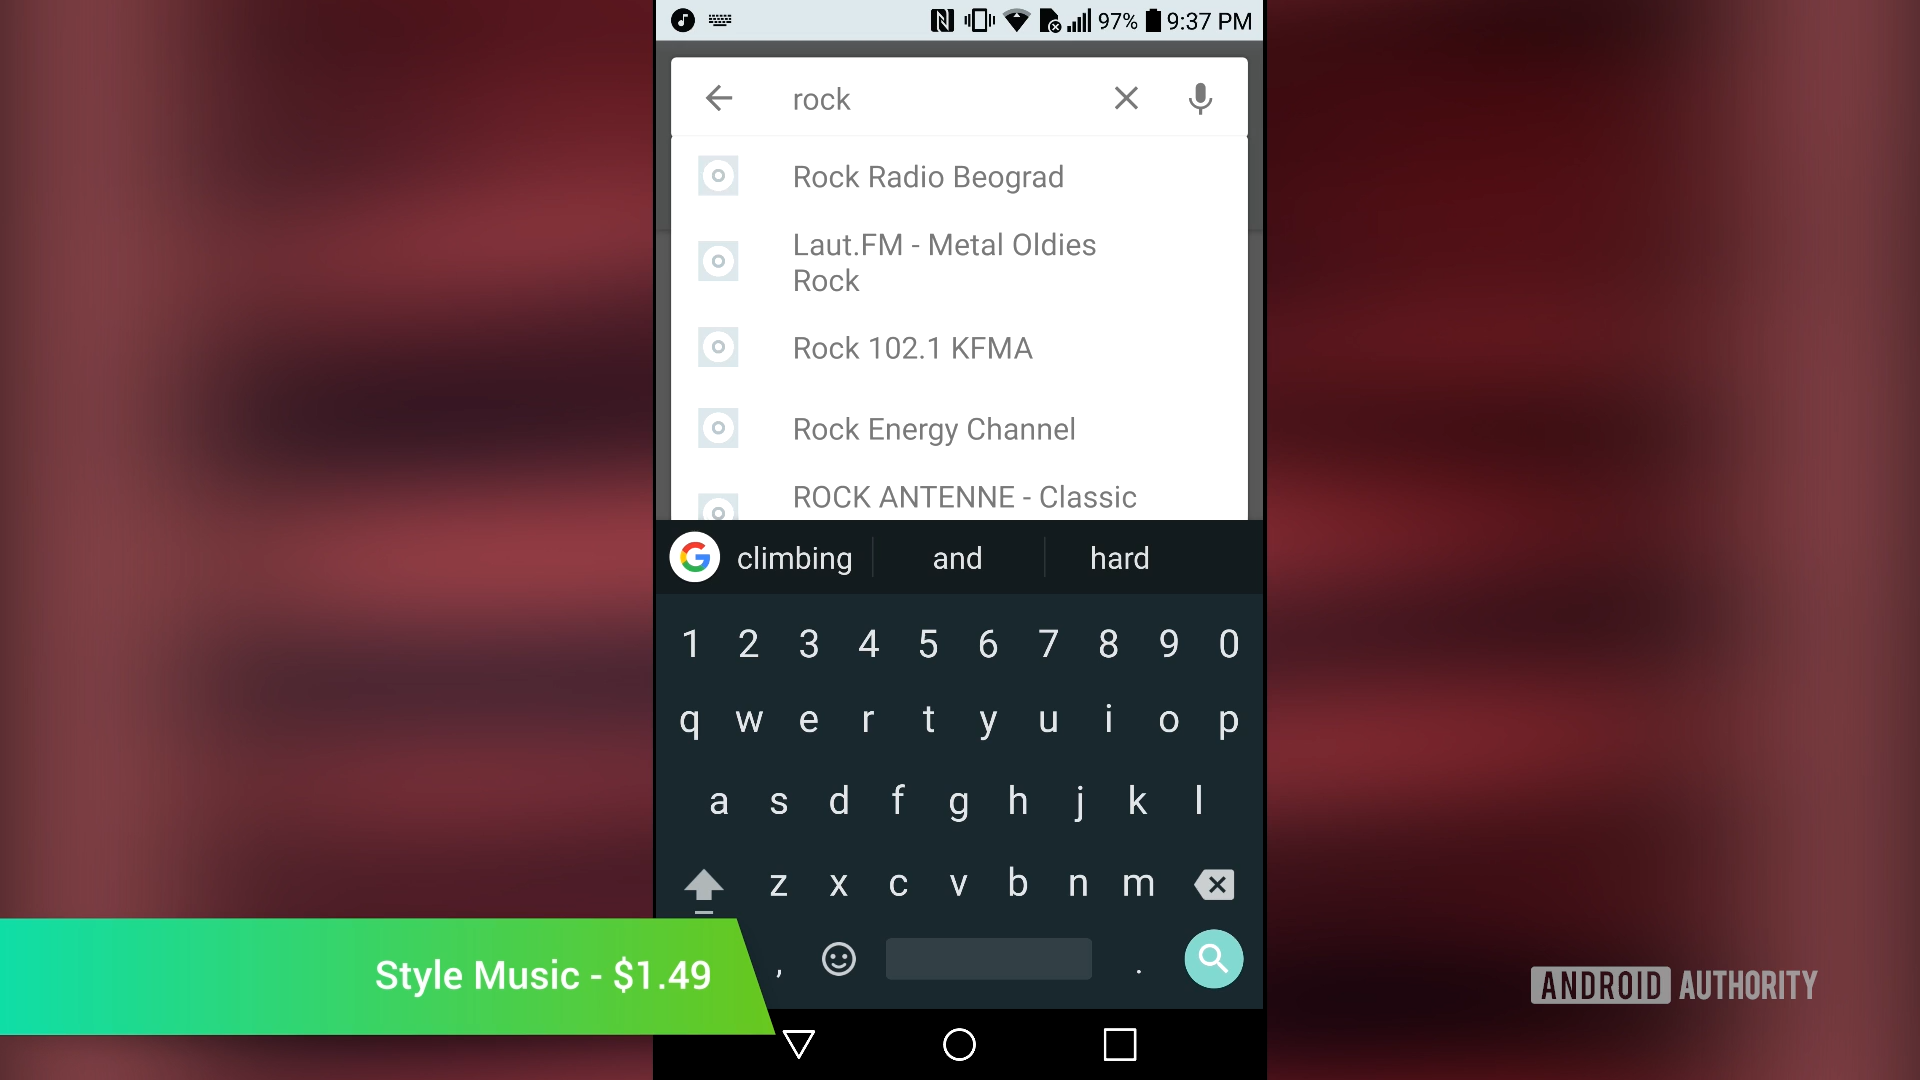 97% 9:37 PM
rock
Rock Radio Beograd
Laut.FM - Metal Oldies
Rock
Rock 102.1 KFMA
Rock Energy Channel
ROCK ANTENNE - Classic
climbing and hard
1 2 3 4 5 6 7 8 9 0
q w e r t y u i o p
a s d f g h j k l
z x c v b n m
, .
Style Music - $1.49
ANDROID AUTHORITY